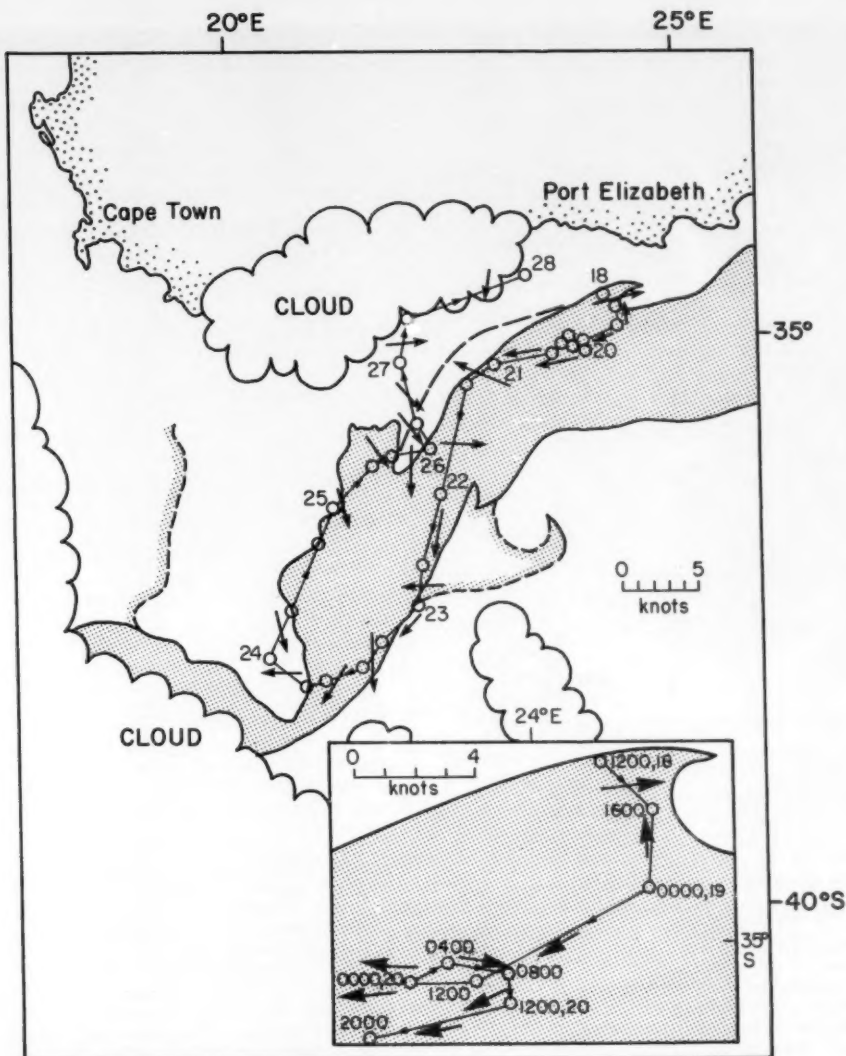 20°E 25°E
Cape Town
Port Elizabeth
CLOUD
28
18
35°
27
20
21
26
22
25
0 5
knots
23
24
24°E
CLOUD
0 4
knots
1200,18
1600
0000,19
40°S
0400
35°
S
0000,20
0800
1200
1200,20
2000